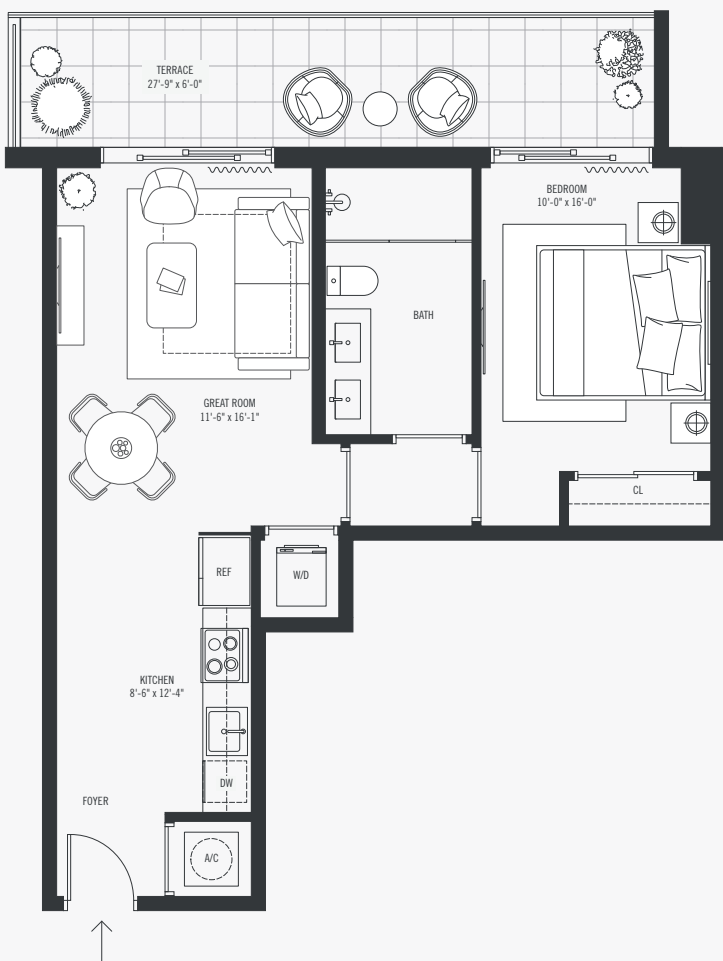 TERRACE
27'-9" x 6'-0"
BEDROOM
10'-0" x 16'-0"
BATH
GREAT ROOM
11'-6" x 16'-1"
CL
REF
W/D
KITCHEN
8'-6" x 12'-4"
DW
FOYER
A/C